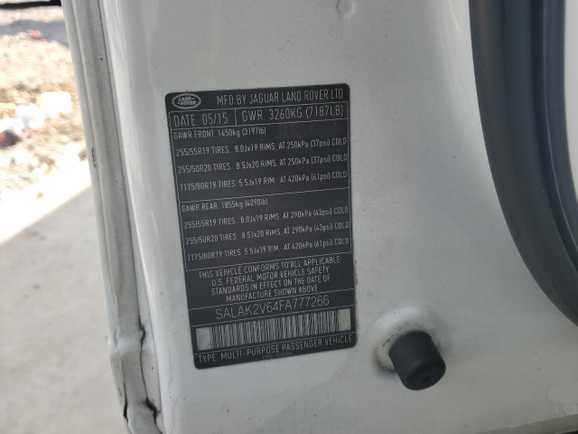 LAND ROVER
MFD BY JAGUAR LAND ROVER LTD
DATE 05/15 GWR 3260KG (7187LB)
GAWR FRONT 1450kg (3197lb)
255/55R19 TIRES 8.0Jx19 RIMS AT 250kPa (37psi) COLD
255/50R20 TIRES 8.5Jx20 RIMS AT 250kPa (37psi) COLD
T175/80R19 TIRES 5.5Jx19 RIM, AT 420kPa (61psi) COLD
GAWR REAR 1855kg (4090lb)
255/55R19 TIRES 8.0Jx19 RIMS, AT 290kPa (43psi) COLD
255/50R20 TIRES 8.5Jx20 RIMS, AT 290kPa (43psi) COLD
T175/80R19 TIRES 5.5Jx19 RIM, AT 420kPa (61psi) COLD
THIS VEHICLE CONFORMS TO ALL APPLICABLE
U.S. FEDERAL MOTOR VEHICLE SAFETY
STANDARDS IN EFFECT ON THE DATE OF
MANUFACTURE SHOWN ABOVE
SALAK2V64FA777266
TYPE: MULTI-PURPOSE PASSENGER VEHICLE